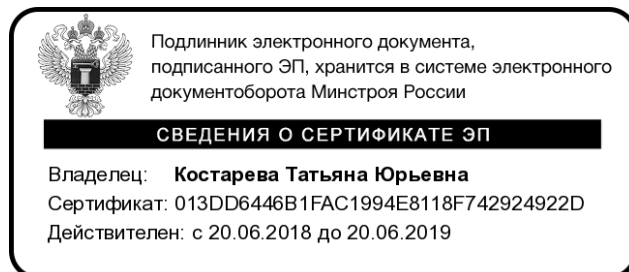 Подлинник электронного документа,
подписанного ЭП, хранится в системе электронного
документоборота Минстроя России
СВЕДЕНИЯ О СЕРТИФИКАТЕ ЭП
Владелец: Костарева Татьяна Юрьевна
Сертификат: 013DD6446B1FAC1994E8118F742924922D
Действителен: с 20.06.2018 до 20.06.2019